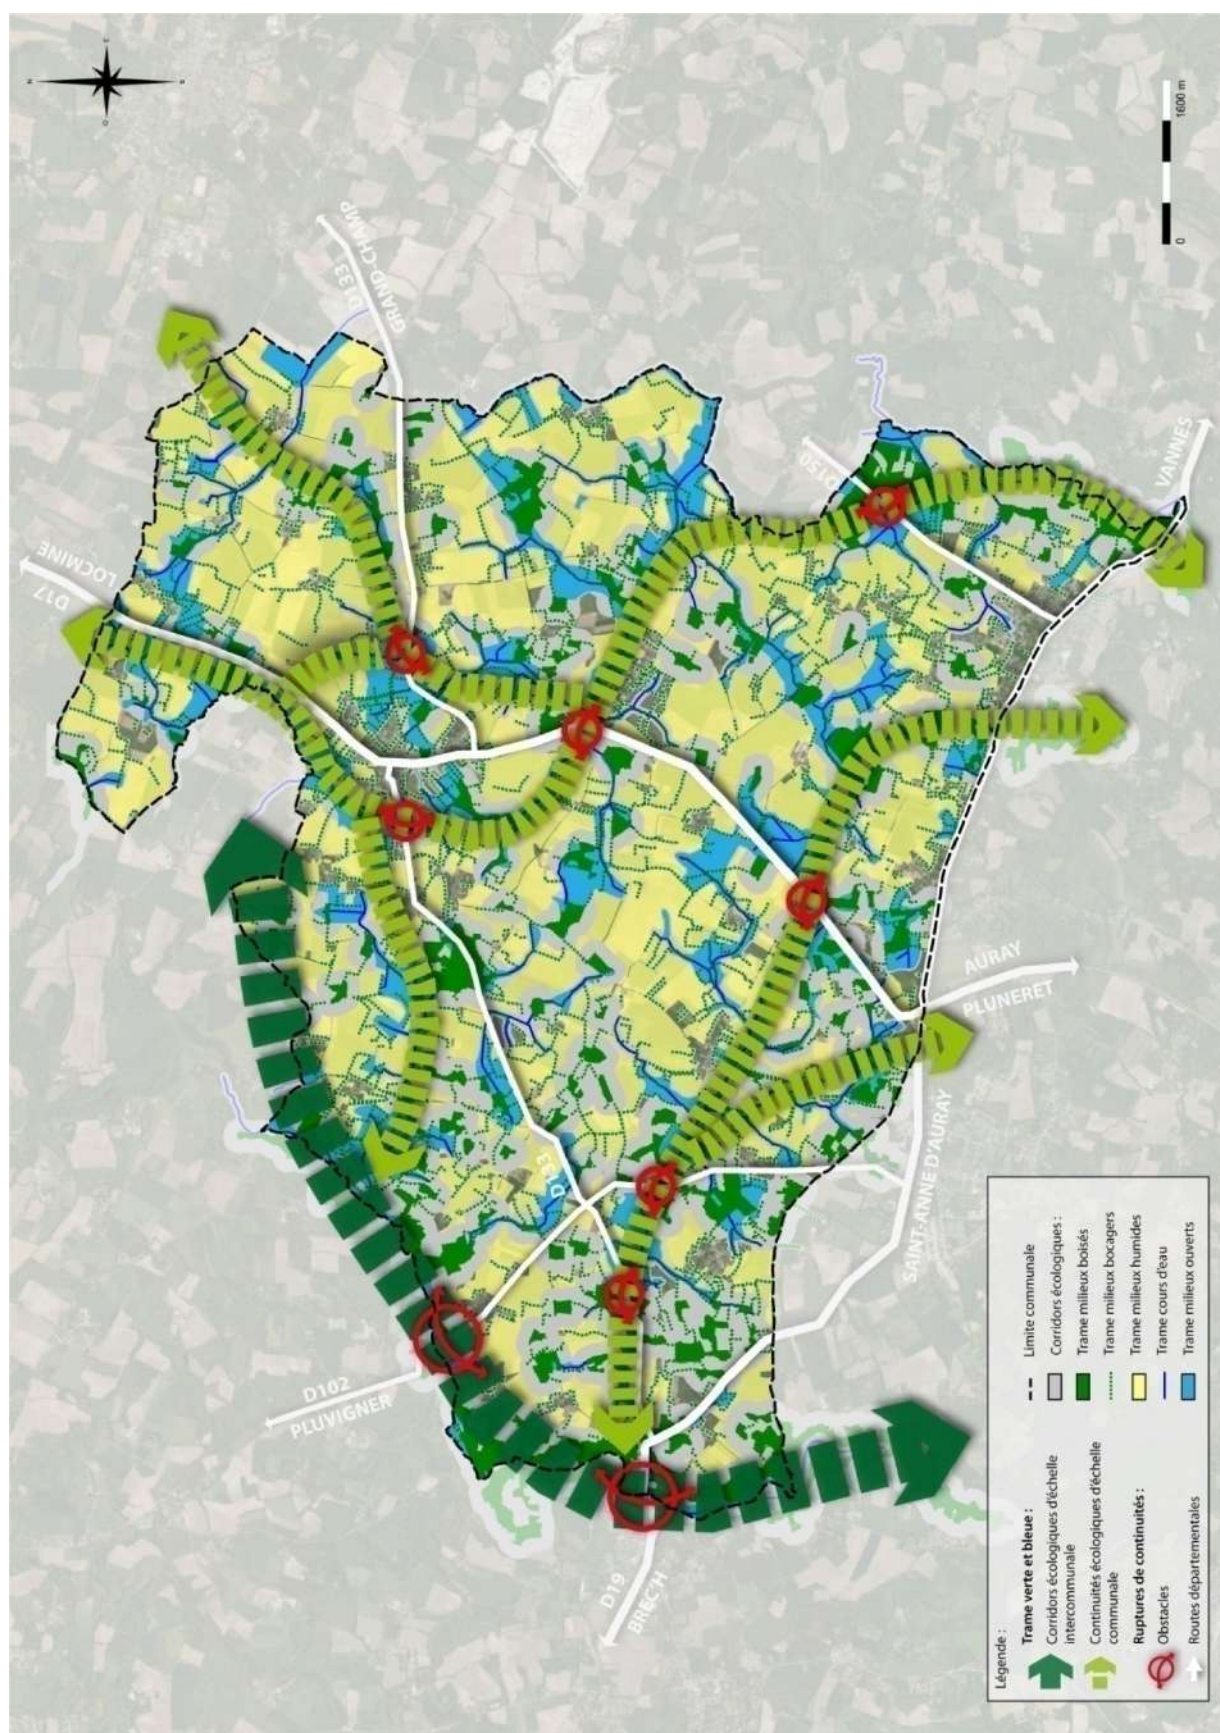 N
E
S
O
LOCMINE
D17
GRAND-CHAMP
D133
D150
VANNES
D133
AURAY
PLUNERET
SAINT-ANNE D'AURAY
D102
PLUVIGNER
D19
BREC'H
0
1600 m
Légende :
Trame verte et bleue :
Corridors écologiques d'échelle
intercommunale
Continuités écologiques d'échelle
communale
Ruptures de continuités :
Obstacles
Routes départementales
Limite communale
Corridors écologiques :
Trame milieux boisés
Trame milieux bocagers
Trame milieux humides
Trame cours d'eau
Trame milieux ouverts